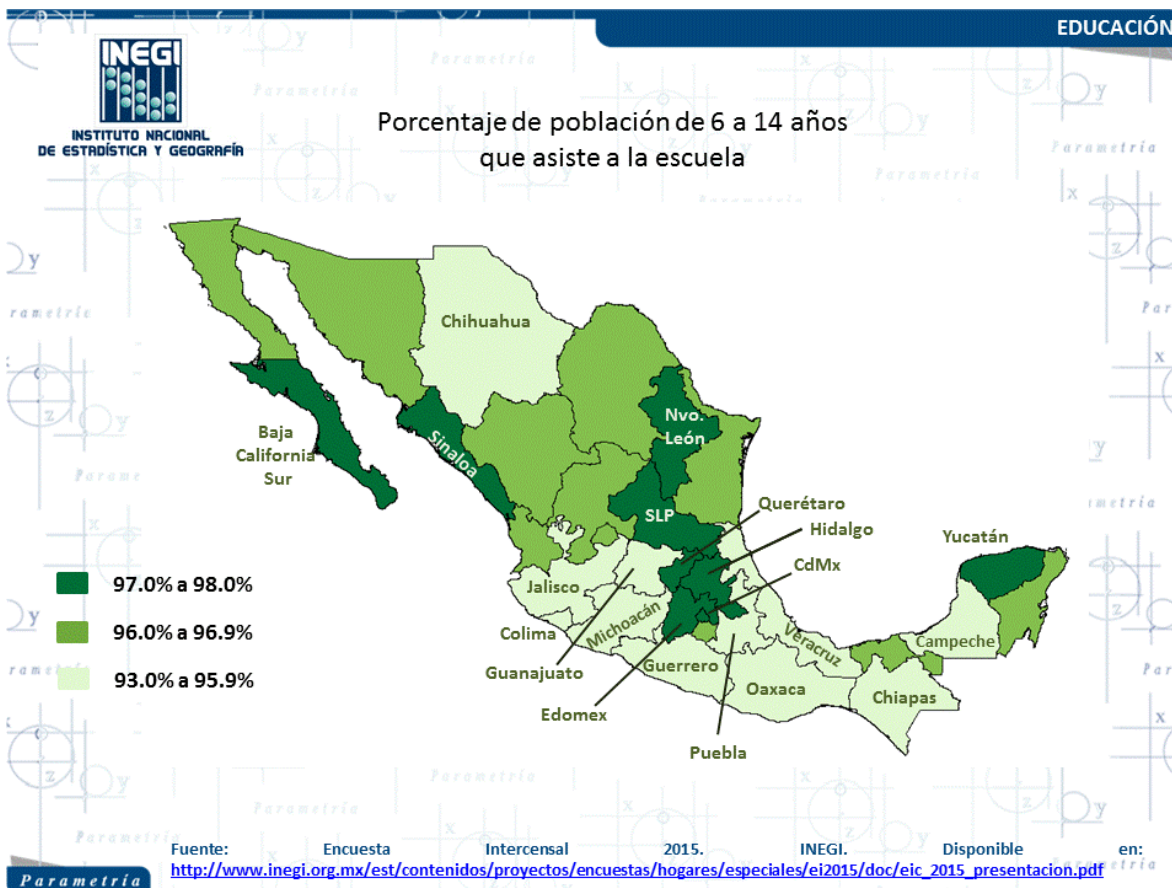 EDUCACIÓN
INEGI
INSTITUTO NACIONAL
DE ESTADÍSTICA Y GEOGRAFÍA
Porcentaje de población de 6 a 14 años
que asiste a la escuela
Chihuahua
Nvo.
León
Baja
California
Sur
Sinaloa
SLP
Querétaro
Hidalgo
CdMx
Yucatán
97.0% a 98.0%
96.0% a 96.9%
93.0% a 95.9%
Jalisco
Colima
Michoacán
Guanajuato
Guerrero
Edomex
Veracruz
Campeche
Oaxaca
Chiapas
Puebla
Fuente: Encuesta Intercensal 2015. INEGI. Disponible en:
http://www.inegi.org.mx/est/contenidos/proyectos/encuestas/hogares/especiales/ei2015/doc/eic_2015_presentacion.pdf
Parametría